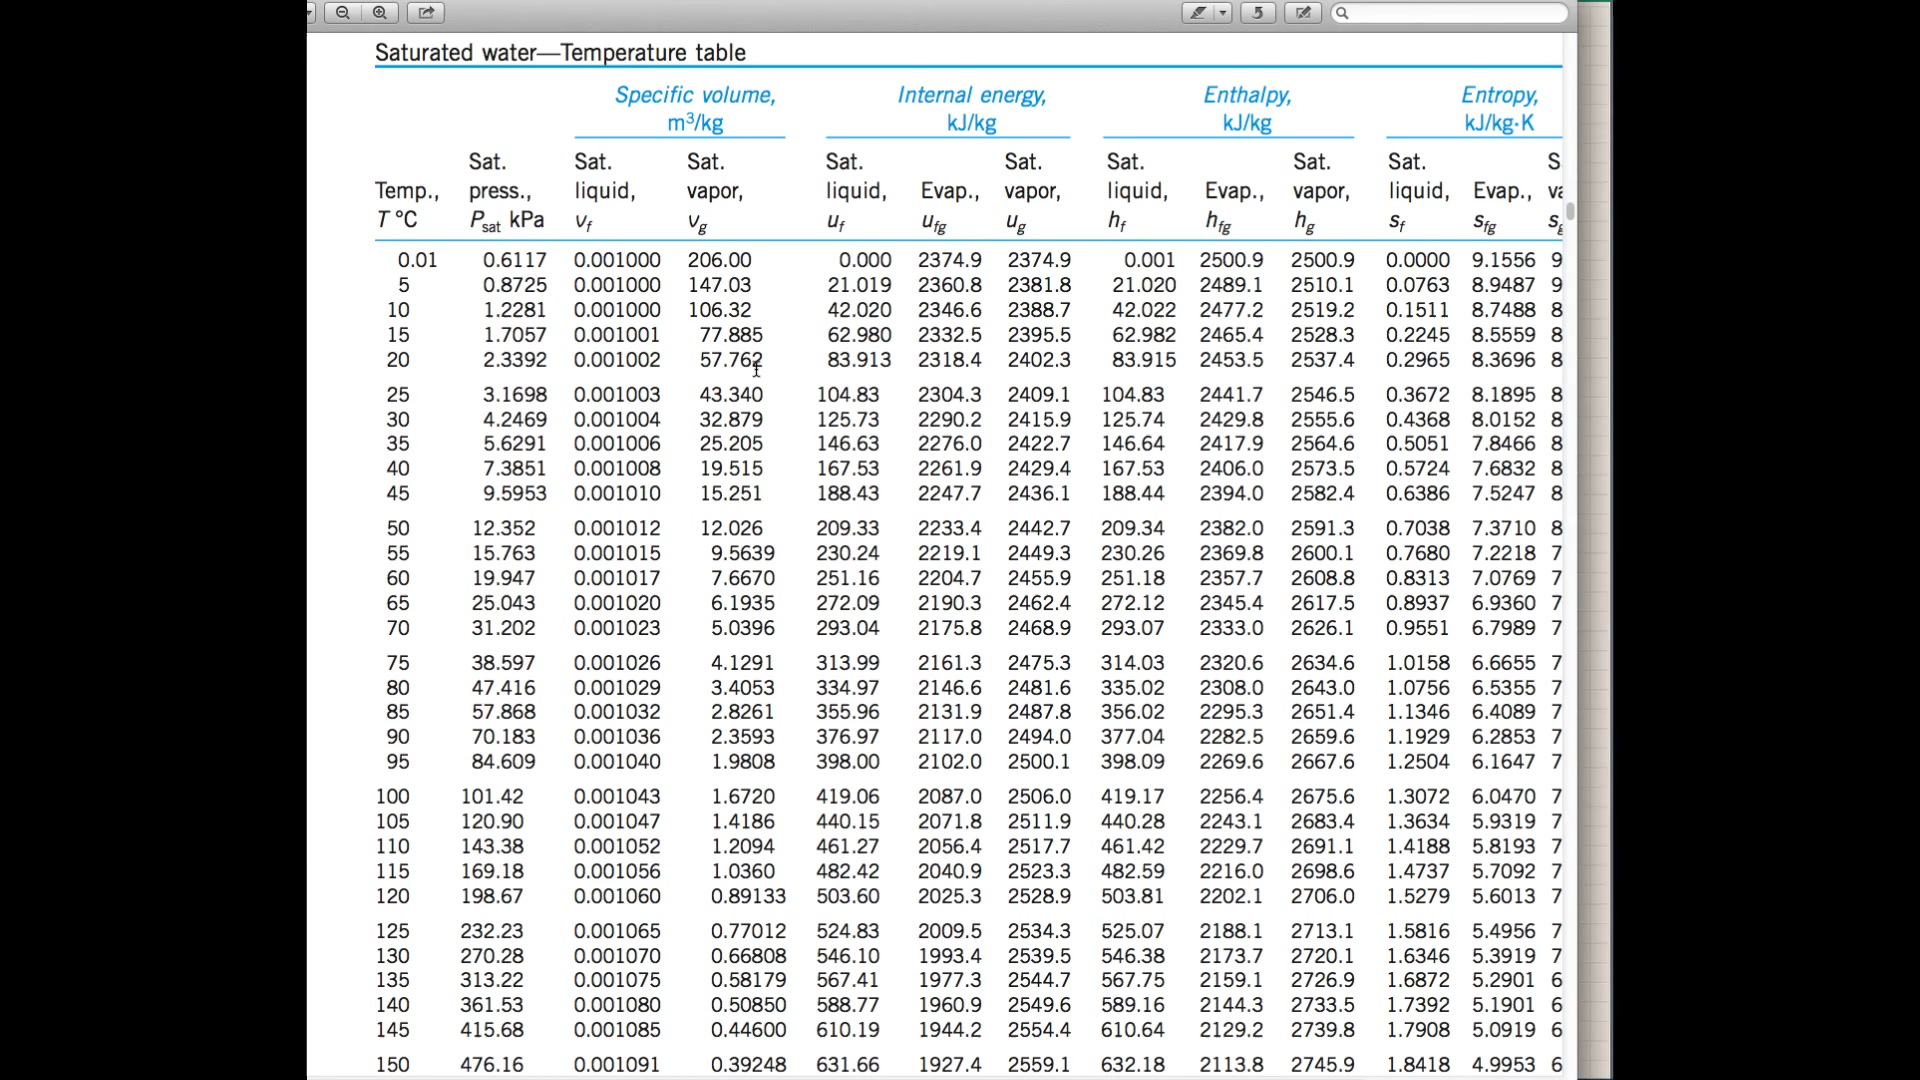 Saturated water—Temperature table
Specific volume, Internal energy, Enthalpy, Entropy,
m³/kg kJ/kg kJ/kg kJ/kg·K
Sat. Sat. Sat. Sat. Sat. Sat. Sat. Sat. S
Temp., press., liquid, vapor, liquid, Evap., vapor, liquid, Evap., vapor, liquid, Evap., va
T °C Psat kPa vf vg uf ufg ug hf hfg hg sf sfg sg
0.01 0.6117 0.001000 206.00 0.000 2374.9 2374.9 0.001 2500.9 2500.9 0.0000 9.1556 9
5 0.8725 0.001000 147.03 21.019 2360.8 2381.8 21.020 2489.1 2510.1 0.0763 8.9487 9
10 1.2281 0.001000 106.32 42.020 2346.6 2388.7 42.022 2477.2 2519.2 0.1511 8.7488 8
15 1.7057 0.001001 77.885 62.980 2332.5 2395.5 62.982 2465.4 2528.3 0.2245 8.5559 8
20 2.3392 0.001002 57.762 83.913 2318.4 2402.3 83.915 2453.5 2537.4 0.2965 8.3696 8
25 3.1698 0.001003 43.340 104.83 2304.3 2409.1 104.83 2441.7 2546.5 0.3672 8.1895 8
30 4.2469 0.001004 32.879 125.73 2290.2 2415.9 125.74 2429.8 2555.6 0.4368 8.0152 8
35 5.6291 0.001006 25.205 146.63 2276.0 2422.7 146.64 2417.9 2564.6 0.5051 7.8466 8
40 7.3851 0.001008 19.515 167.53 2261.9 2429.4 167.53 2406.0 2573.5 0.5724 7.6832 8
45 9.5953 0.001010 15.251 188.43 2247.7 2436.1 188.44 2394.0 2582.4 0.6386 7.5247 8
50 12.352 0.001012 12.026 209.33 2233.4 2442.7 209.34 2382.0 2591.3 0.7038 7.3710 8
55 15.763 0.001015 9.5639 230.24 2219.1 2449.3 230.26 2369.8 2600.1 0.7680 7.2218 7
60 19.947 0.001017 7.6670 251.16 2204.7 2455.9 251.18 2357.7 2608.8 0.8313 7.0769 7
65 25.043 0.001020 6.1935 272.09 2190.3 2462.4 272.12 2345.4 2617.5 0.8937 6.9360 7
70 31.202 0.001023 5.0396 293.04 2175.8 2468.9 293.07 2333.0 2626.1 0.9551 6.7989 7
75 38.597 0.001026 4.1291 313.99 2161.3 2475.3 314.03 2320.6 2634.6 1.0158 6.6655 7
80 47.416 0.001029 3.4053 334.97 2146.6 2481.6 335.02 2308.0 2643.0 1.0756 6.5355 7
85 57.868 0.001032 2.8261 355.96 2131.9 2487.8 356.02 2295.3 2651.4 1.1346 6.4089 7
90 70.183 0.001036 2.3593 376.97 2117.0 2494.0 377.04 2282.5 2659.6 1.1929 6.2853 7
95 84.609 0.001040 1.9808 398.00 2102.0 2500.1 398.09 2269.6 2667.6 1.2504 6.1647 7
100 101.42 0.001043 1.6720 419.06 2087.0 2506.0 419.17 2256.4 2675.6 1.3072 6.0470 7
105 120.90 0.001047 1.4186 440.15 2071.8 2511.9 440.28 2243.1 2683.4 1.3634 5.9319 7
110 143.38 0.001052 1.2094 461.27 2056.4 2517.7 461.42 2229.7 2691.1 1.4188 5.8193 7
115 169.18 0.001056 1.0360 482.42 2040.9 2523.3 482.59 2216.0 2698.6 1.4737 5.7092 7
120 198.67 0.001060 0.89133 503.60 2025.3 2528.9 503.81 2202.1 2706.0 1.5279 5.6013 7
125 232.23 0.001065 0.77012 524.83 2009.5 2534.3 525.07 2188.1 2713.1 1.5816 5.4956 7
130 270.28 0.001070 0.66808 546.10 1993.4 2539.5 546.38 2173.7 2720.1 1.6346 5.3919 7
135 313.22 0.001075 0.58179 567.41 1977.3 2544.7 567.75 2159.1 2726.9 1.6872 5.2901 6
140 361.53 0.001080 0.50850 588.77 1960.9 2549.6 589.16 2144.3 2733.5 1.7392 5.1901 6
145 415.68 0.001085 0.44600 610.19 1944.2 2554.4 610.64 2129.2 2739.8 1.7908 5.0919 6
150 476.16 0.001091 0.39248 631.66 1927.4 2559.1 632.18 2113.8 2745.9 1.8418 4.9953 6